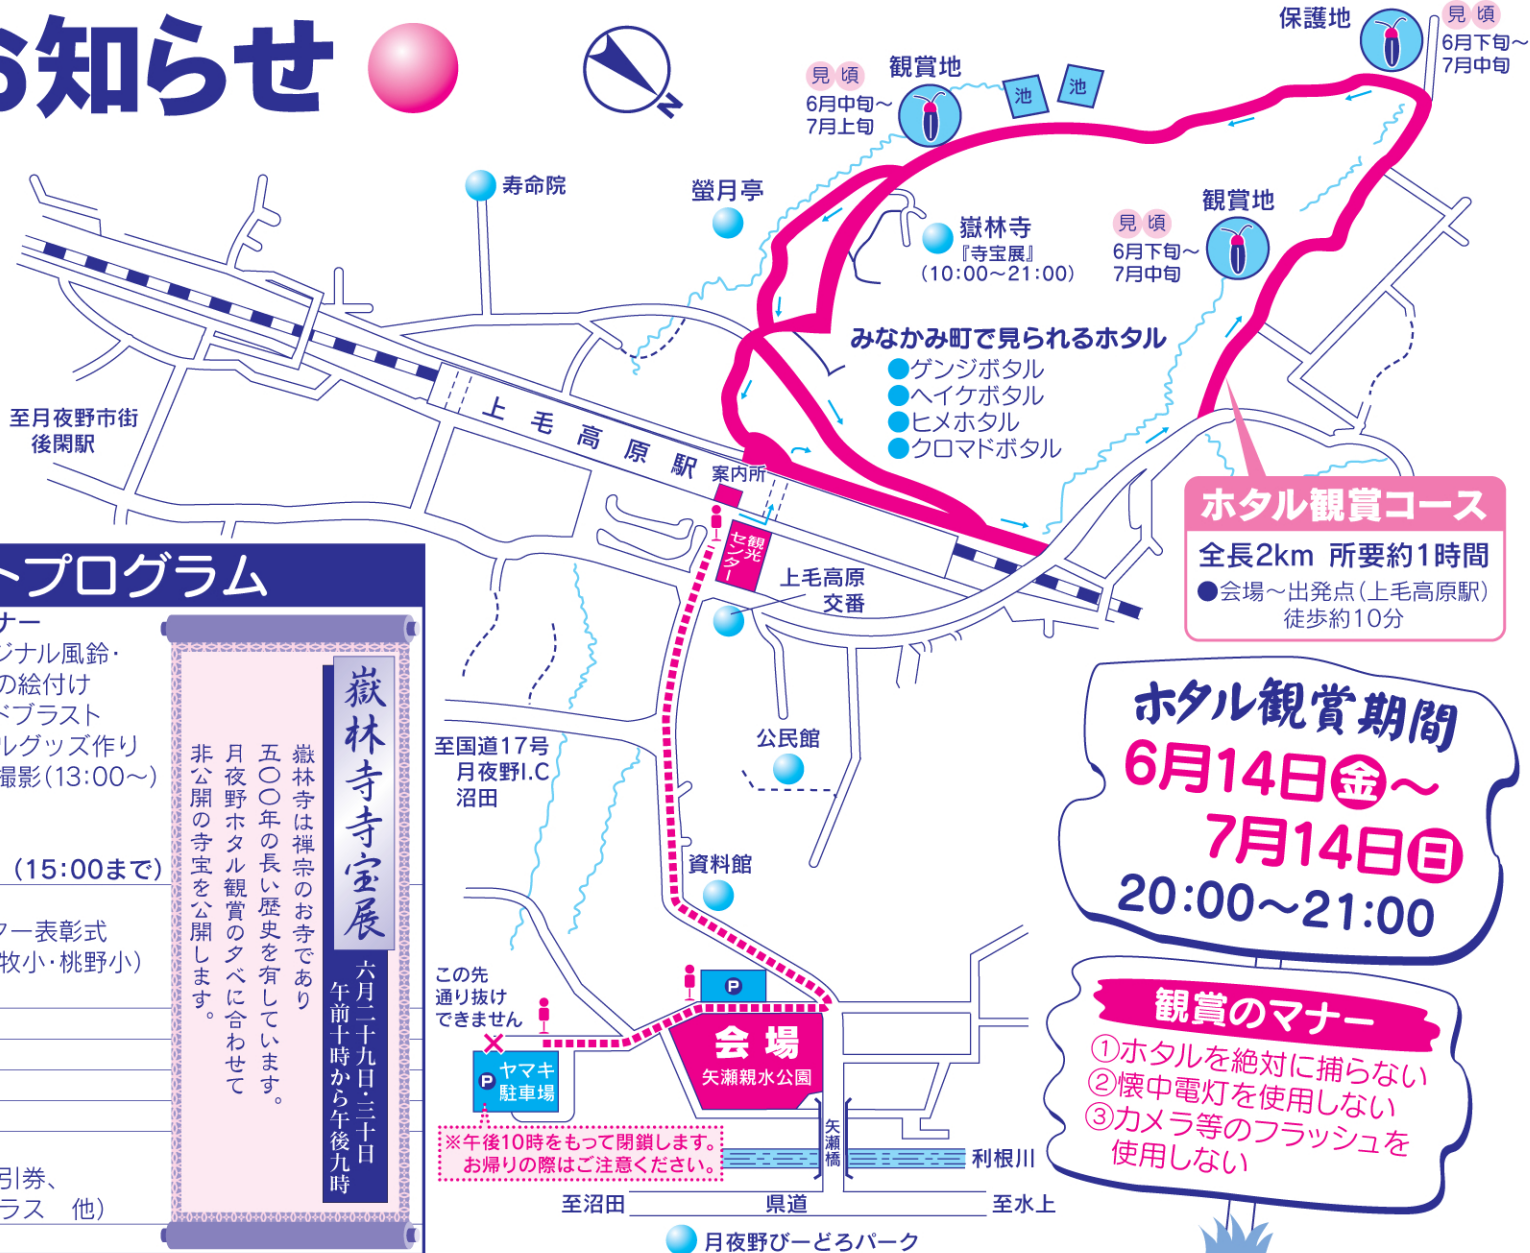 お知らせ
N
保護地
見頃
6月下旬～
7月中旬
観賞地
見頃
6月中旬～
7月上旬
池
池
寿命院
螢月亭
嶽林寺
『寺宝展』
(10:00～21:00)
観賞地
見頃
6月下旬～
7月中旬
みなかみ町で見られるホタル
●ゲンジボタル
●ヘイケボタル
●ヒメホタル
●クロマドボタル
至月夜野市街
後閑駅
上毛高原駅
案内所
観光
センター
上毛高原
交番
ホタル観賞コース
全長2km 所要約1時間
●会場～出発点(上毛高原駅)
徒歩約10分
トプログラム
ナー
ジナル風鈴・
の絵付け
ドブラスト
ルグッズ作り
撮影(13:00～)
(15:00まで)
ター表彰式
牧小・桃野小)
引券、
ラス 他)
嶽林寺寺宝展
六月二十九日・三十日
午前十時から午後九時
嶽林寺は禅宗のお寺であり
五〇〇年の長い歴史を有しています。
月夜野ホタル観賞の夕べに合わせて
非公開の寺宝を公開します。
至国道17号
月夜野I.C
沼田
公民館
資料館
ホタル観賞期間
6月14日金～
7月14日日
20:00～21:00
観賞のマナー
①ホタルを絶対に捕らない
②懐中電灯を使用しない
③カメラ等のフラッシュを
使用しない
この先
通り抜け
できません
P
P
ヤマキ
駐車場
会場
矢瀬親水公園
※午後10時をもって閉鎖します。
お帰りの際はご注意ください。
矢瀬橋
利根川
至沼田
県道
至水上
月夜野びーどろパーク